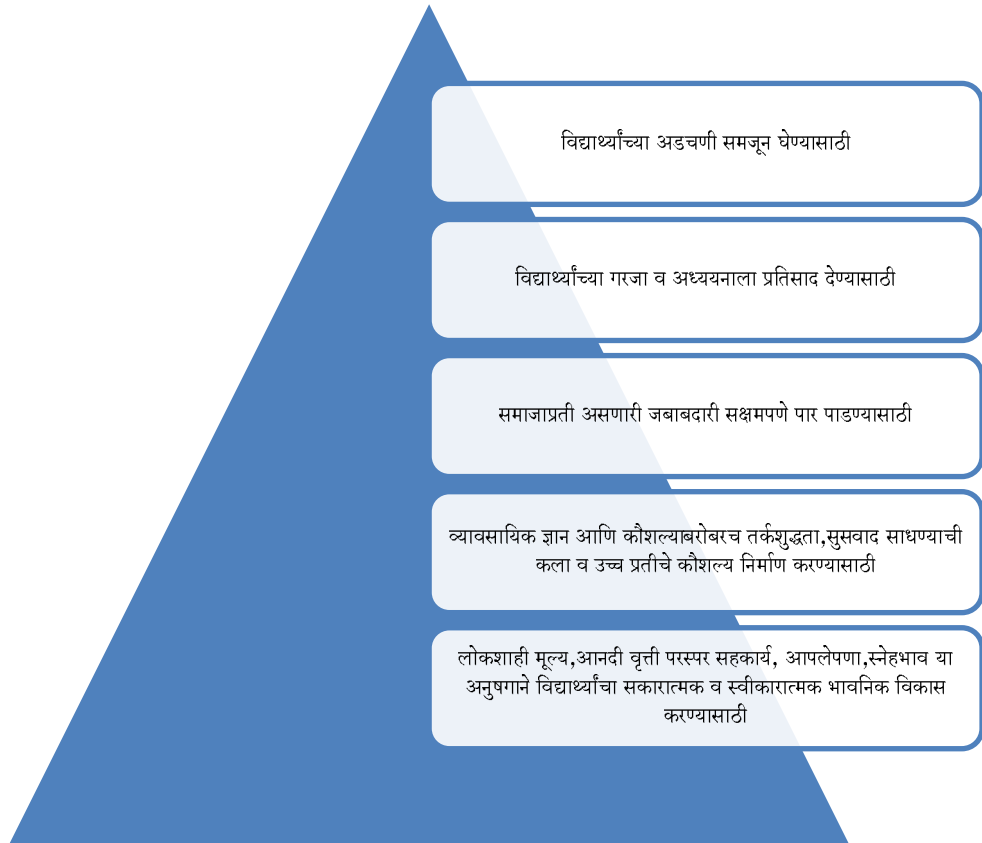 विद्यार्थ्यांच्या अडचणी समजून घेण्यासाठी
विद्यार्थ्यांच्या गरजा व अध्ययनाला प्रतिसाद देण्यासाठी
समाजाप्रती असणारी जबाबदारी सक्षमपणे पार पाडण्यासाठी
व्यावसायिक ज्ञान आणि कौशल्याबरोबरच तर्कशुद्धता,सुसवाद साधण्याची
कला व उच्च प्रतीचे कौशल्य निर्माण करण्यासाठी
लोकशाही मूल्य,आनदी वृत्ती परस्पर सहकार्य, आपलेपणा,स्नेहभाव या
अनुषगाने विद्यार्थ्यांचा सकारात्मक व स्वीकारात्मक भावनिक विकास
करण्यासाठी